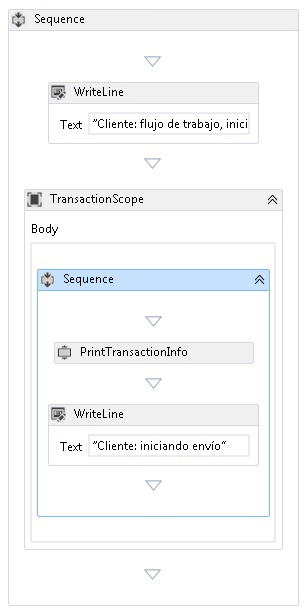 Sequence
WriteLine
Text "Cliente: flujo de trabajo, inici
TransactionScope
Body
Sequence
PrintTransactionInfo
WriteLine
Text "Cliente: iniciando envío"